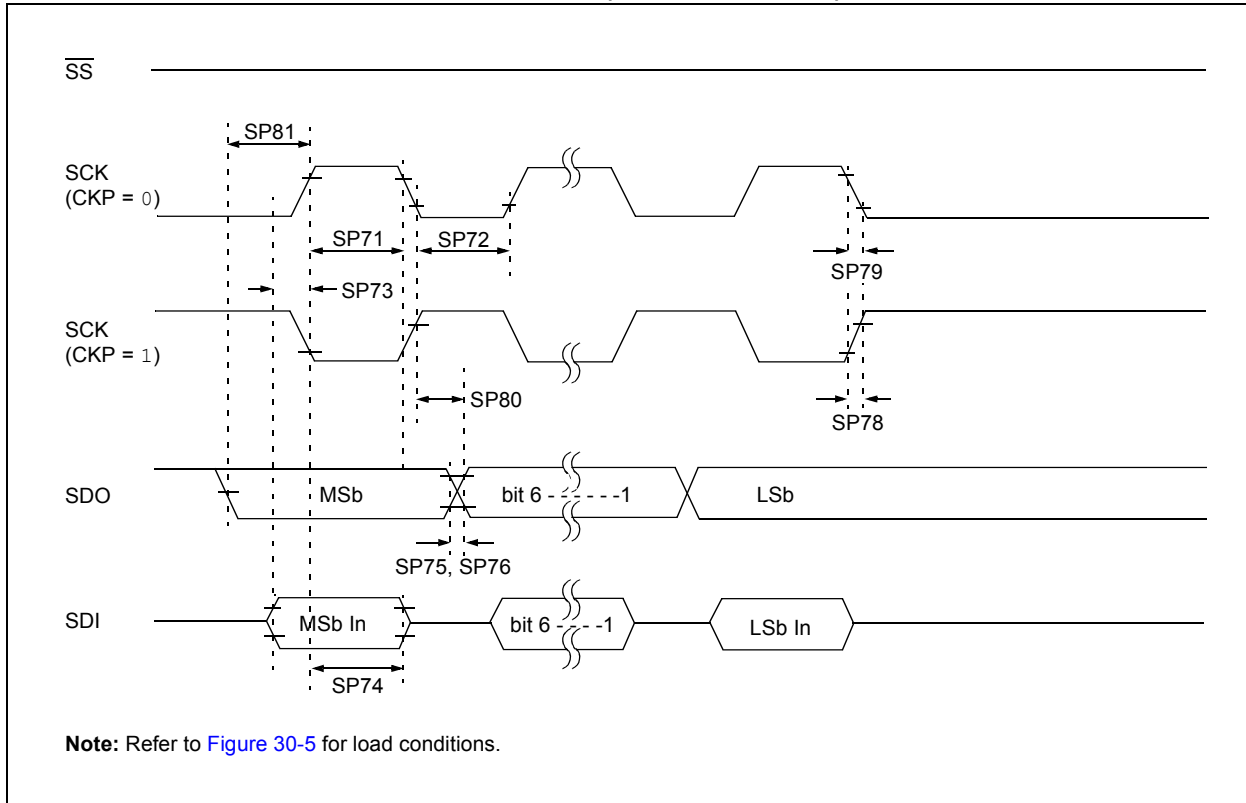 SS
SP81
SCK
(CKP = 0)
SP71
SP72
SP79
SP73
SCK
(CKP = 1)
SP80
SP78
SDO
MSb
bit 6 - - - - - -1
LSb
SP75, SP76
SDI
MSb In
bit 6 - - - -1
LSb In
SP74
Note: Refer to Figure 30-5 for load conditions.